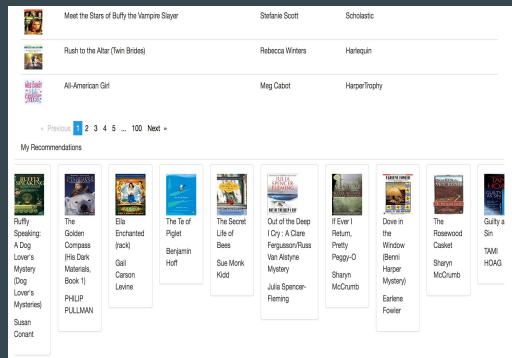 Meet the Stars of Buffy the Vampire Slayer Stefanie Scott Scholastic
Rush to the Altar (Twin Brides) Rebecca Winters Harlequin
All-American Girl Meg Cabot HarperTrophy
« Previous 1 2 3 4 5 ... 100 Next »
My Recommendations
Ruffly
Speaking:
A Dog
Lover's
Mystery
(Dog
Lover's
Mysteries)
Susan
Conant
The
Golden
Compass
(His Dark
Materials,
Book 1)
PHILIP
PULLMAN
Ella
Enchanted
(rack)
Gail
Carson
Levine
The Te of
Piglet
Benjamin
Hoff
The Secret
Life of
Bees
Sue Monk
Kidd
JULIA
SPENCER
FLEMING
Out of the Deep
I Cry : A Clare
Fergusson/Russ
Van Alstyne
Mystery
Julia Spencer-
Fleming
If Ever I
Return,
Pretty
Peggy-O
Sharyn
McCrumb
EARLENE FOWLER
Dove in
the
Window
(Benni
Harper
Mystery)
Earlene
Fowler
The
Rosewood
Casket
Sharyn
McCrumb
Guilty a
Sin
TAMI
HOAG